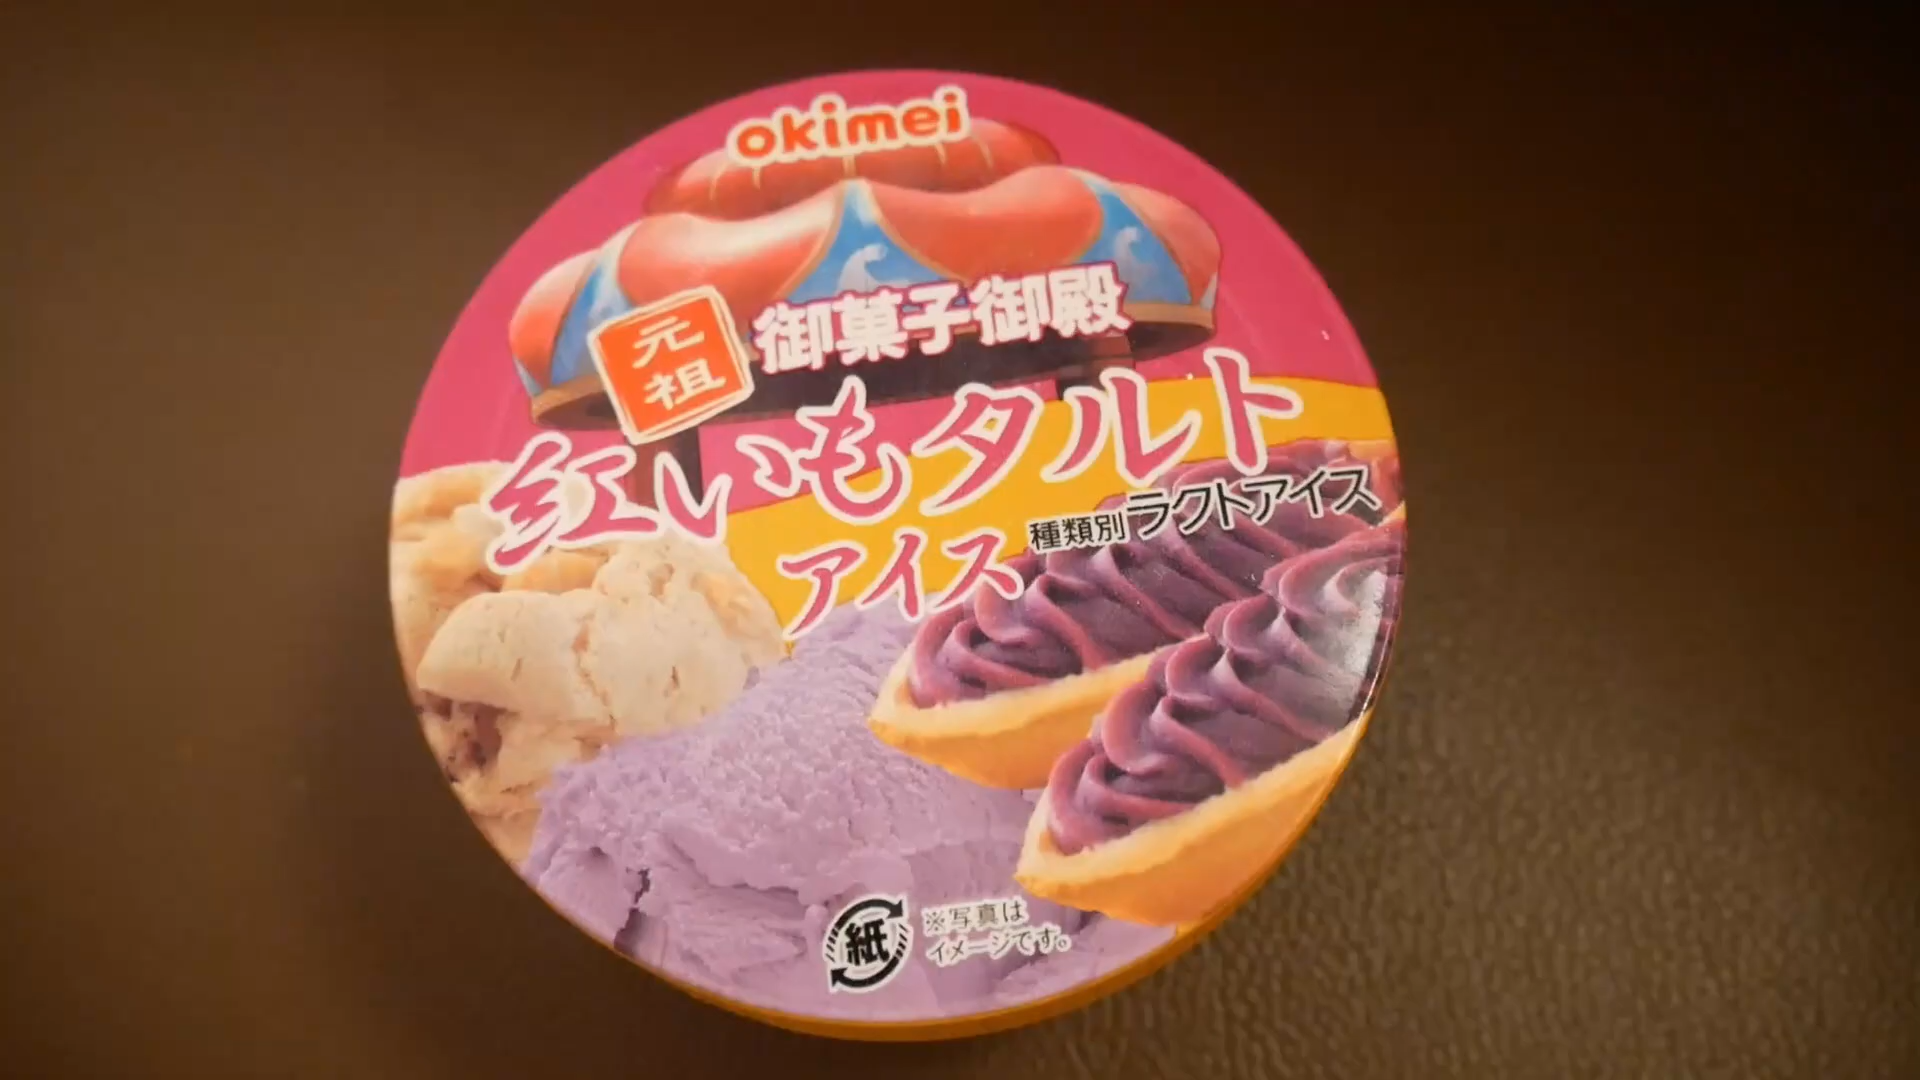 okimei
元祖
御菓子御殿
紅いもタルト
アイス
種類別ラクトアイス
紙
※写真は
イメージです。